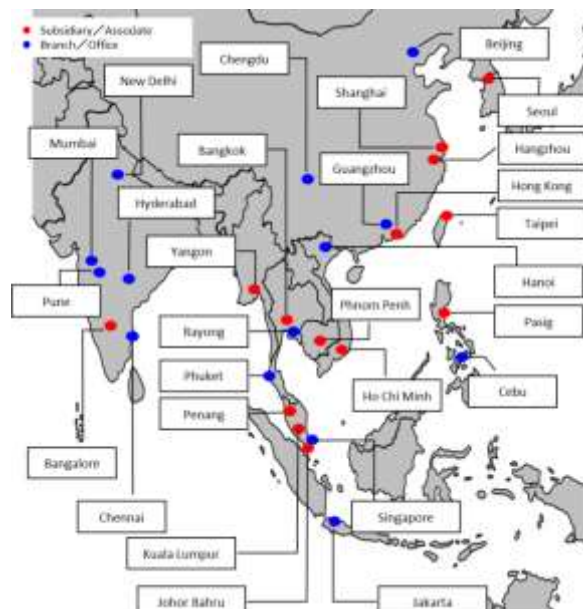 Subsidiary／Associate
Branch／Office
Beijing
Chengdu
New Delhi
Shanghai
Seoul
Mumbai
Bangkok
Hangzhou
Guangzhou
Hong Kong
Hyderabad
Taipei
Yangon
Hanoi
Pune
Phnom Penh
Rayong
Pasig
Phuket
Cebu
Ho Chi Minh
Penang
Bangalore
Chennai
Singapore
Kuala Lumpur
Johor Bahru
Jakarta